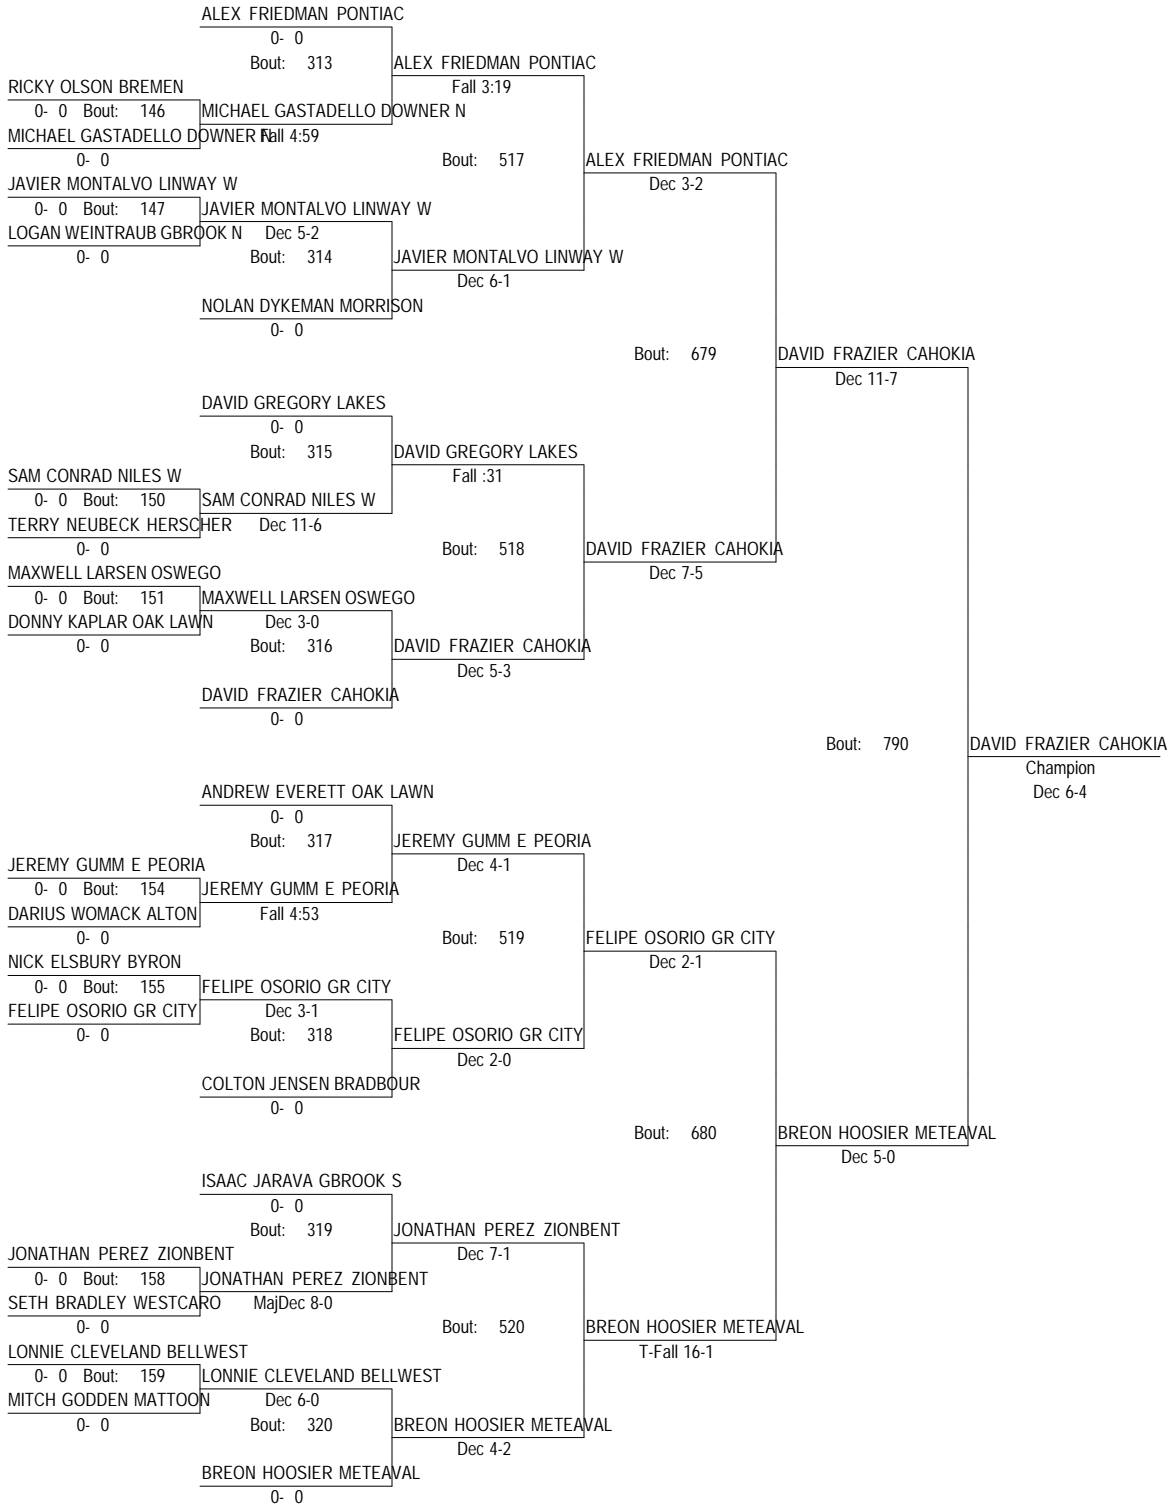 ALEX FRIEDMAN PONTIAC
0- 0
Bout: 313
ALEX FRIEDMAN PONTIAC
Fall 3:19
RICKY OLSON BREMEN
0- 0 Bout: 146
MICHAEL GASTADELLO DOWNER N
MICHAEL GASTADELLO DOWNER N
Fall 4:59
0- 0
Bout: 517
ALEX FRIEDMAN PONTIAC
Dec 3-2
JAVIER MONTALVO LINWAY W
0- 0 Bout: 147
JAVIER MONTALVO LINWAY W
LOGAN WEINTRAUB GBROOK N
Dec 5-2
0- 0
Bout: 314
JAVIER MONTALVO LINWAY W
Dec 6-1
NOLAN DYKEMAN MORRISON
0- 0
Bout: 679
DAVID FRAZIER CAHOKIA
Dec 11-7
DAVID GREGORY LAKES
0- 0
Bout: 315
DAVID GREGORY LAKES
Fall :31
SAM CONRAD NILES W
0- 0 Bout: 150
SAM CONRAD NILES W
TERRY NEUBECK HERSCHER
Dec 11-6
0- 0
Bout: 518
DAVID FRAZIER CAHOKIA
Dec 7-5
MAXWELL LARSEN OSWEGO
0- 0 Bout: 151
MAXWELL LARSEN OSWEGO
DONNY KAPLAR OAK LAWN
Dec 3-0
0- 0
Bout: 316
DAVID FRAZIER CAHOKIA
Dec 5-3
DAVID FRAZIER CAHOKIA
0- 0
Bout: 790
DAVID FRAZIER CAHOKIA
Champion
Dec 6-4
ANDREW EVERETT OAK LAWN
0- 0
Bout: 317
JEREMY GUMM E PEORIA
Dec 4-1
JEREMY GUMM E PEORIA
0- 0 Bout: 154
JEREMY GUMM E PEORIA
DARIUS WOMACK ALTON
Fall 4:53
0- 0
Bout: 519
FELIPE OSORIO GR CITY
Dec 2-1
NICK ELSBURY BYRON
0- 0 Bout: 155
FELIPE OSORIO GR CITY
FELIPE OSORIO GR CITY
Dec 3-1
0- 0
Bout: 318
FELIPE OSORIO GR CITY
Dec 2-0
COLTON JENSEN BRADBOUR
0- 0
Bout: 680
BREON HOOSIER METEAVAL
Dec 5-0
ISAAC JARAVA GBROOK S
0- 0
Bout: 319
JONATHAN PEREZ ZIONBENT
Dec 7-1
JONATHAN PEREZ ZIONBENT
0- 0 Bout: 158
JONATHAN PEREZ ZIONBENT
SETH BRADLEY WESTCARO
MajDec 8-0
0- 0
Bout: 520
BREON HOOSIER METEAVAL
T-Fall 16-1
LONNIE CLEVELAND BELLWEST
0- 0 Bout: 159
LONNIE CLEVELAND BELLWEST
MITCH GODDEN MATTOON
Dec 6-0
0- 0
Bout: 320
BREON HOOSIER METEAVAL
Dec 4-2
BREON HOOSIER METEAVAL
0- 0